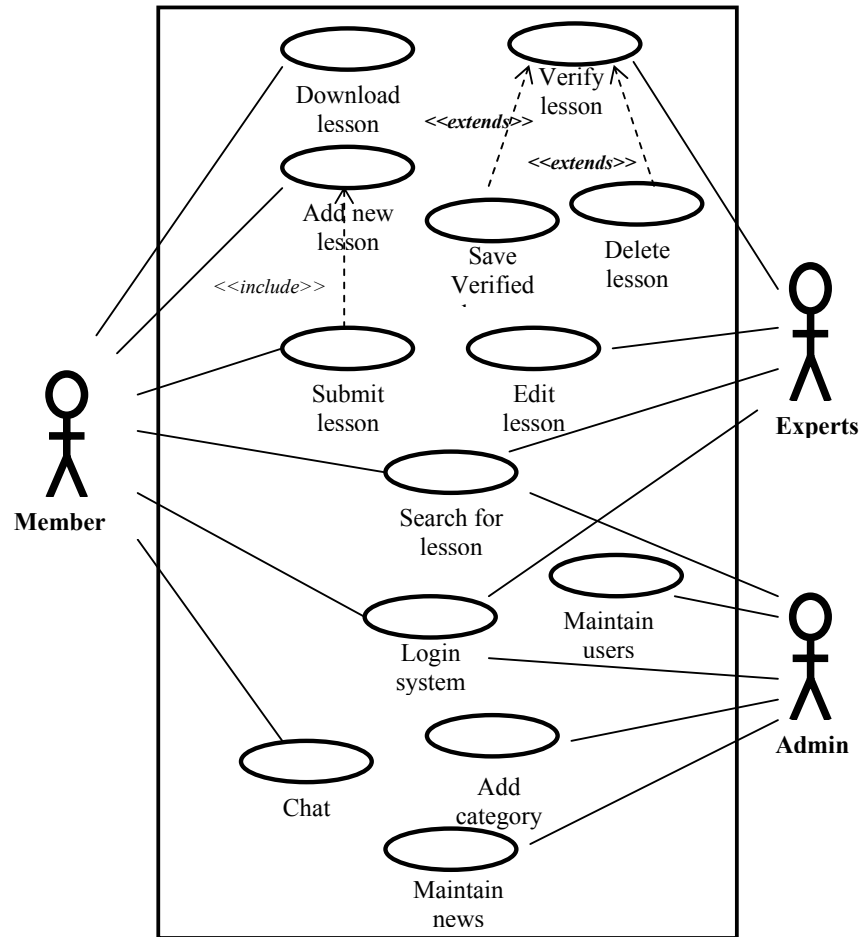 Download
lesson
Verify
lesson
<<extends>>
<<extends>>
Add new
lesson
Save
Verified
Delete
lesson
<<include>>
Submit
lesson
Edit
lesson
Experts
Member
Search for
lesson
Maintain
users
Login
system
Admin
Chat
Add
category
Maintain
news